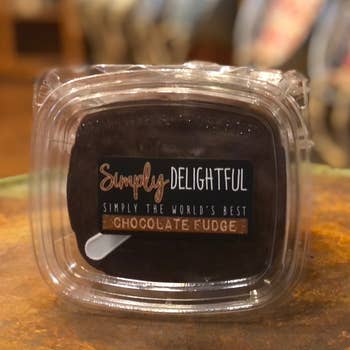 Simply DELIGHTFUL
SIMPLY THE WORLD'S BEST
CHOCOLATE FUDGE